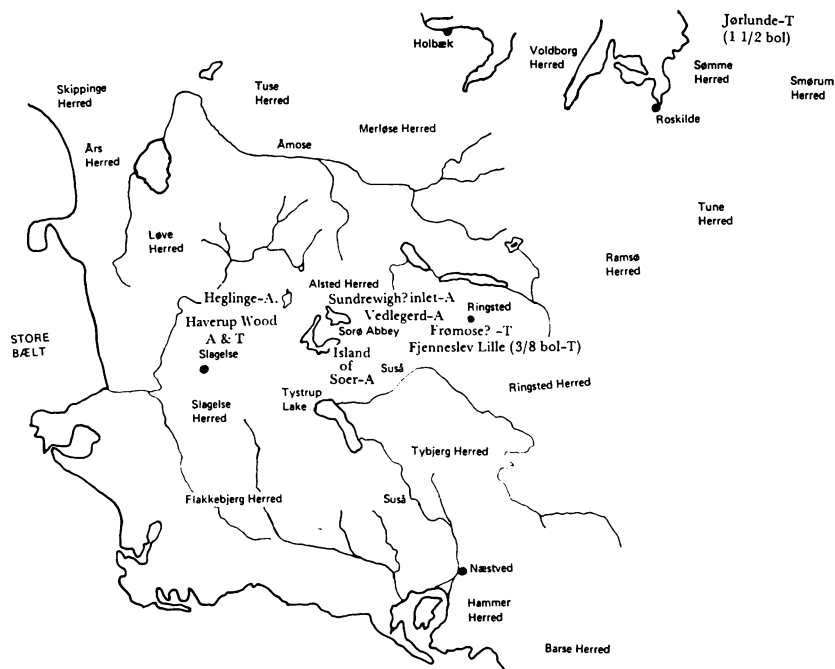 Jørlunde-T
(1 1/2 bol)
Holbæk
Voldborg
Herred
Sømme
Herred
Smørum
Herred
Skippinge
Herred
Tuse
Herred
Roskilde
Merløse Herred
Års
Herred
Åmose
Tune
Herred
Løve
Herred
Ramsø
Herred
Alsted Herred
Heglinge-A.
Sundrewigh? inlet-A
Ringsted
Vedlegerd-A
Haverup Wood
A & T
Sorø Abbey
Frømose? -T
Fjenneslev Lille (3/8 bol-T)
STORE
BÆLT
Slagelse
Island
of
Soer-A
Suså
Ringsted Herred
Tystrup
Lake
Slagelse
Herred
Tybjerg Herred
Flakkebjerg Herred
Suså
Næstved
Hammer
Herred
Barse Herred